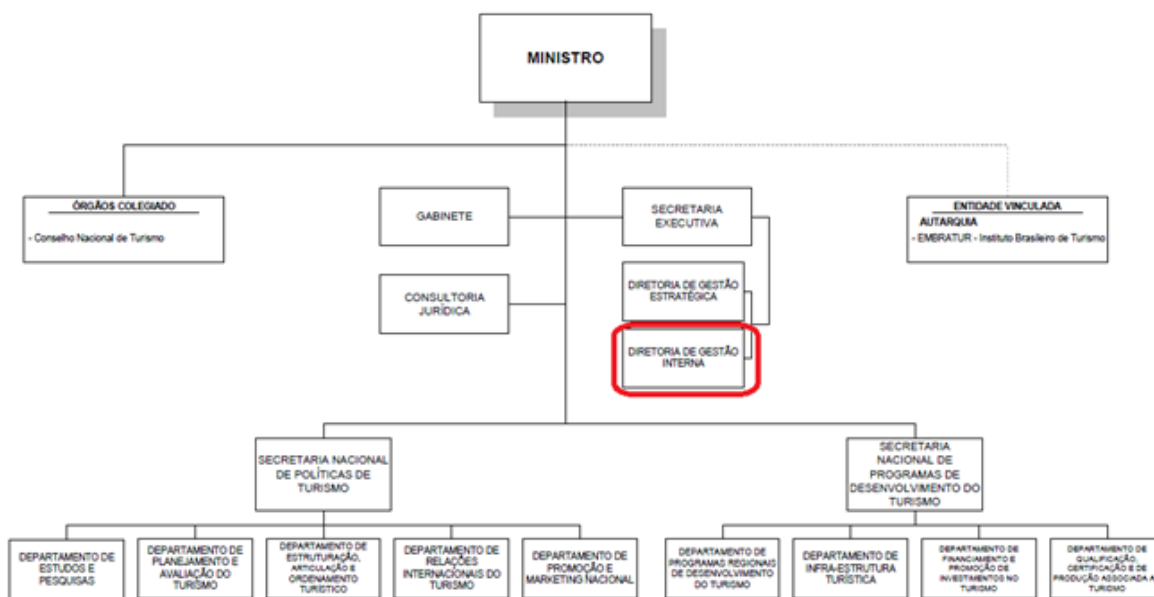 MINISTRO
ÓRGÃOS COLEGIADO
- Conselho Nacional de Turismo
GABINETE
SECRETARIA
EXECUTIVA
ENTIDADE VINCULADA
AUTARQUIA
- EMBRATUR - Instituto Brasileiro de Turismo
CONSULTORIA
JURÍDICA
DIRETORIA DE GESTÃO
ESTRATÉGICA
DIRETORIA DE GESTÃO
INTERNA
SECRETARIA NACIONAL
DE POLÍTICAS DE
TURISMO
SECRETARIA
NACIONAL DE
PROGRAMAS DE
DESENVOLVIMENTO DO
TURISMO
DEPARTAMENTO DE
ESTUDOS E
PESQUISAS
DEPARTAMENTO DE
PLANEJAMENTO E
AVALIAÇÃO DO
TURISMO
DEPARTAMENTO DE
ESTRUTURAÇÃO,
ARTICULAÇÃO E
ORDENAMENTO
TURÍSTICO
DEPARTAMENTO DE
RELAÇÕES
INTERNACIONAIS DO
TURISMO
DEPARTAMENTO DE
PROMOÇÃO E
MARKETING NACIONAL
DEPARTAMENTO DE
PROGRAMAS REGIONAIS
DE DESENVOLVIMENTO
DO TURISMO
DEPARTAMENTO DE
INFRA-ESTRUTURA
TURÍSTICA
DEPARTAMENTO DE
FINANCIAMENTO E
PROMOÇÃO DE
INVESTIMENTOS NO
TURISMO
DEPARTAMENTO DE
QUALIFICAÇÃO,
CERTIFICAÇÃO E DE
PRODUÇÃO ASSOCIADA A
TURISMO